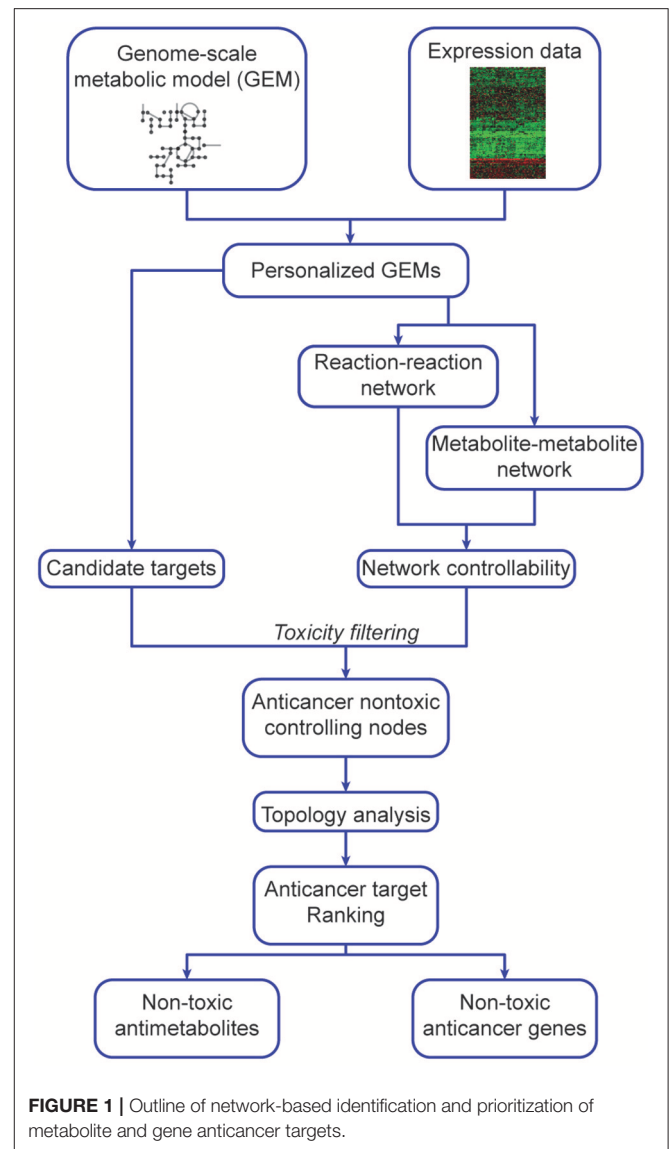 Genome-scale
metabolic model (GEM)
Expression data
Personalized GEMs
Reaction-reaction
network
Metabolite-metabolite
network
Candidate targets
Network controllability
Toxicity filtering
Anticancer nontoxic
controlling nodes
Topology analysis
Anticancer target
Ranking
Non-toxic
antimetabolites
Non-toxic
anticancer genes
FIGURE 1 | Outline of network-based identification and prioritization of
metabolite and gene anticancer targets.